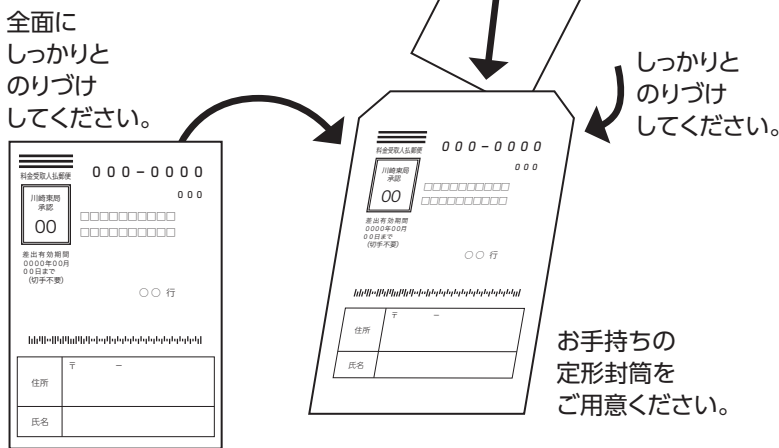 全面に
しっかりと
のりづけ
してください。
料金受取人払郵便
000-0000
000
川崎東局
承認
00
□□□□□□□□□□
□□□□□□□□□□
差出有効期間
0000年00月
00日まで
(切手不要)
○○ 行
住所
〒 −
氏名
料金受取人払郵便
000-0000
000
川崎東局
承認
00
□□□□□□□□□□
□□□□□□□□□□
差出有効期間
0000年00月
00日まで
(切手不要)
○○ 行
住所
〒 −
氏名
しっかりと
のりづけ
してください。
お手持ちの
定形封筒を
ご用意ください。